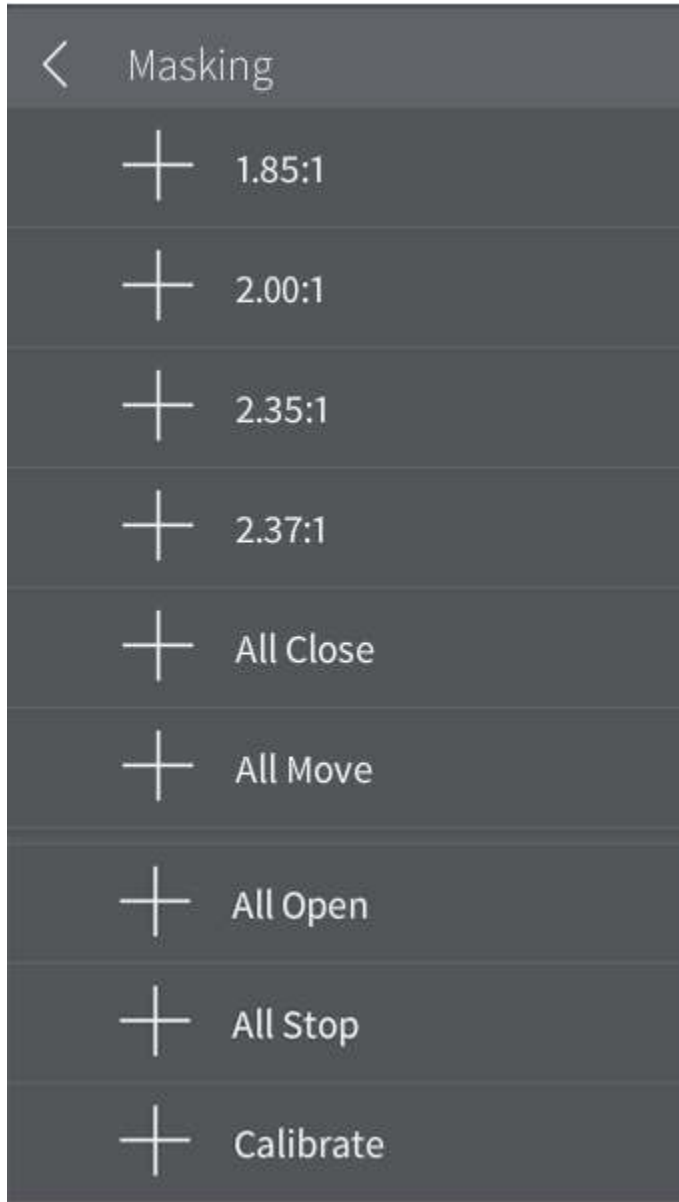 Masking
1.85:1
2.00:1
2.35:1
2.37:1
All Close
All Move
All Open
All Stop
Calibrate